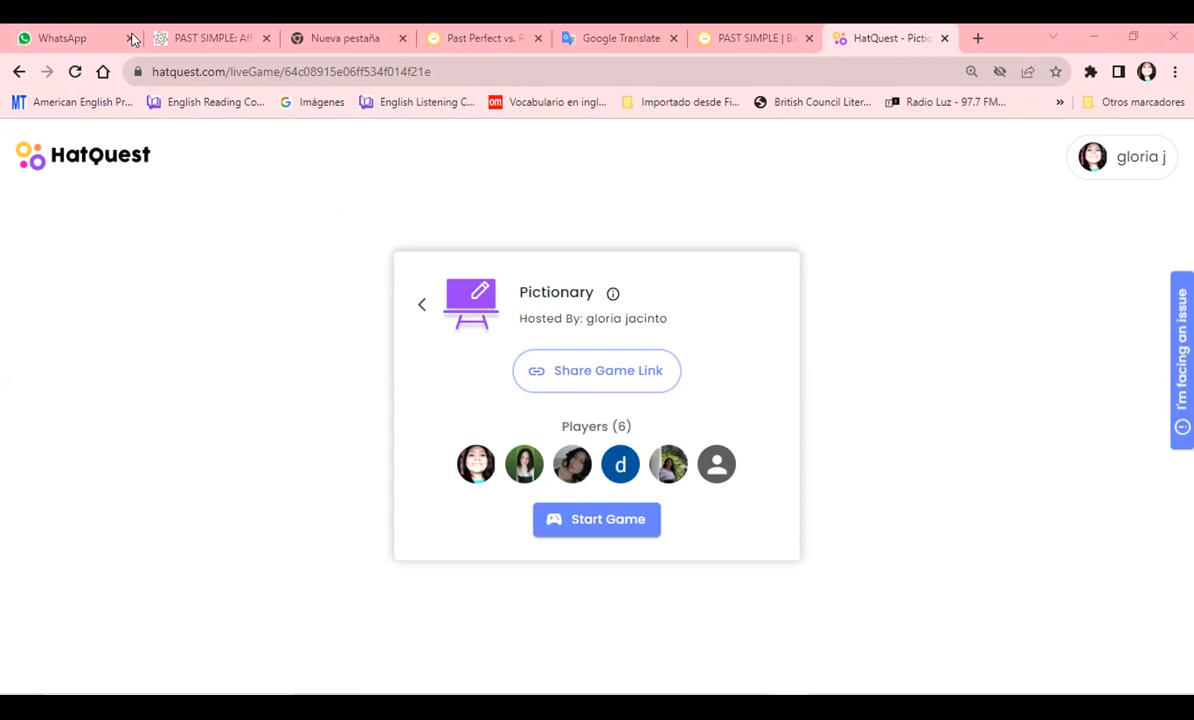 WhatsApp
PAST SIMPLE: Aff
Nueva pestaña
Past Perfect vs. P
Google Translate
PAST SIMPLE | Ba
HatQuest - Pictio
hatquest.com/liveGame/64c08915e06ff534f014f21e
American English Pr...
English Reading Co...
Imágenes
English Listening C...
om
Vocabulario en ingl...
Importado desde Fi...
British Council Liter...
Radio Luz - 97.7 FM...
»
Otros marcadores
HatQuest
gloria j
Pictionary
Hosted By: gloria jacinto
Share Game Link
Players (6)
d
Start Game
I'm facing an issue